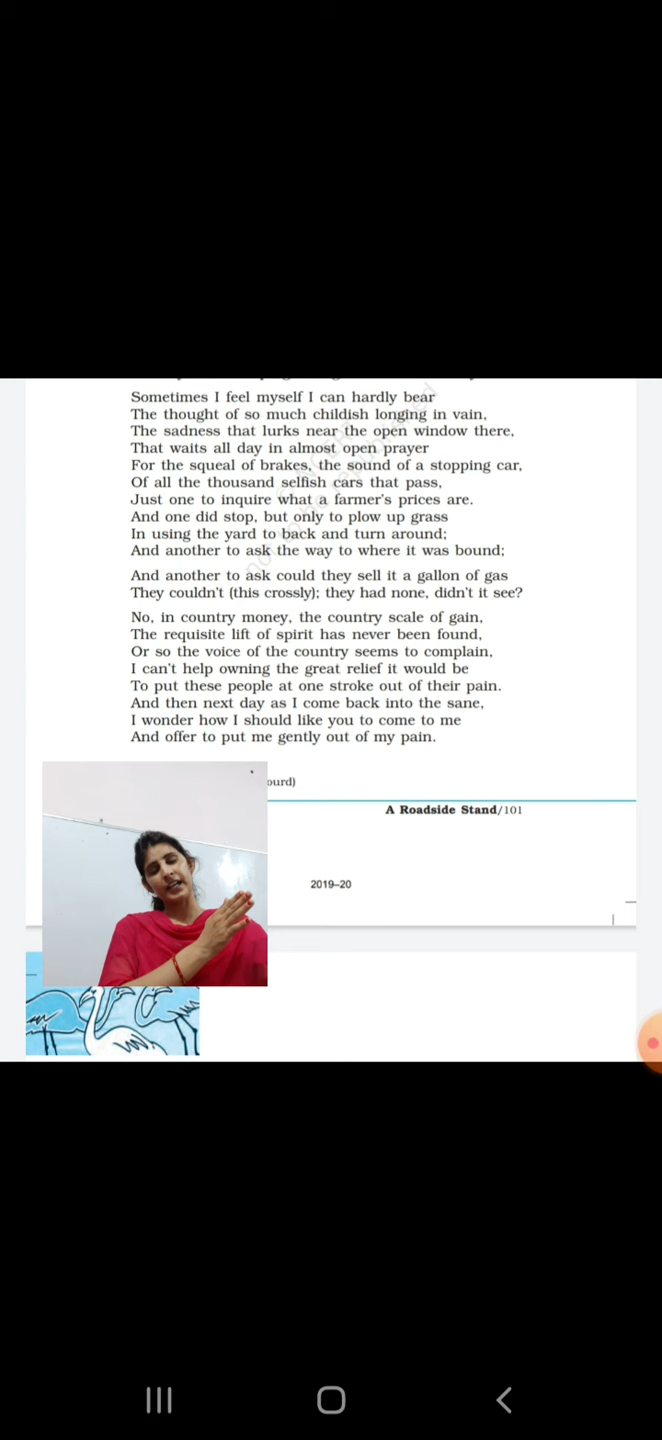 Sometimes I feel myself I can hardly bear
The thought of so much childish longing in vain,
The sadness that lurks near the open window there,
That waits all day in almost open prayer
For the squeal of brakes, the sound of a stopping car,
Of all the thousand selfish cars that pass,
Just one to inquire what a farmer's prices are.
And one did stop, but only to plow up grass
In using the yard to back and turn around;
And another to ask the way to where it was bound;
And another to ask could they sell it a gallon of gas
They couldn't (this crossly); they had none, didn't it see?
No, in country money, the country scale of gain,
The requisite lift of spirit has never been found,
Or so the voice of the country seems to complain,
I can't help owning the great relief it would be
To put these people at one stroke out of their pain.
And then next day as I come back into the sane,
I wonder how I should like you to come to me
And offer to put me gently out of my pain.
ourd)
A Roadside Stand/101
2019–20